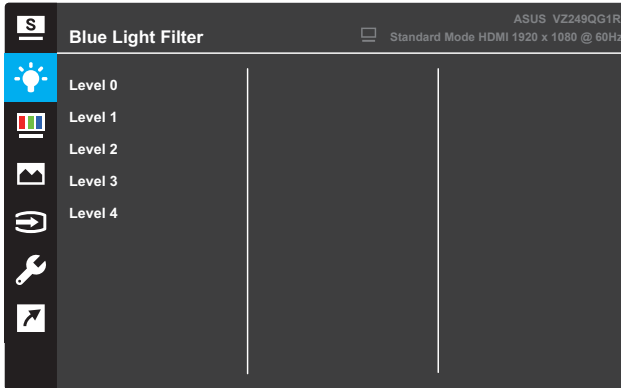 S
ASUS VZ249QG1R
Blue Light Filter
Standard Mode HDMI 1920 x 1080 @ 60Hz
Level 0
Level 1
Level 2
Level 3
Level 4